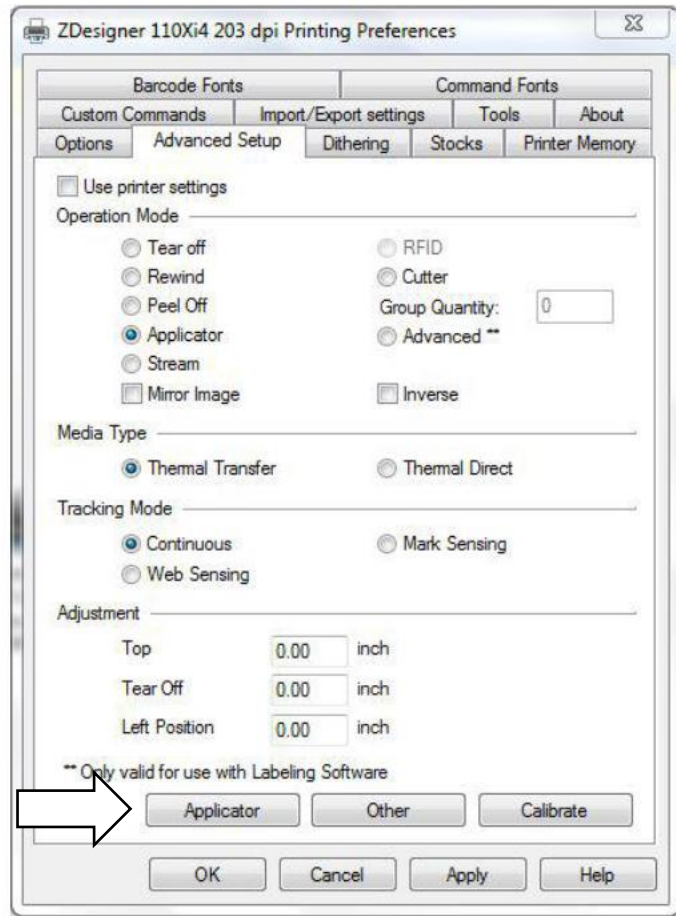 ZDesigner 110Xi4 203 dpi Printing Preferences
Barcode Fonts Command Fonts
Custom Commands Import/Export settings Tools About
Options Advanced Setup Dithering Stocks Printer Memory
Use printer settings
Operation Mode
Tear off RFID
Rewind Cutter
Peel Off Group Quantity: 0
Applicator Advanced **
Stream
Mirror Image Inverse
Media Type
Thermal Transfer Thermal Direct
Tracking Mode
Continuous Mark Sensing
Web Sensing
Adjustment
Top 0.00 inch
Tear Off 0.00 inch
Left Position 0.00 inch
** Only valid for use with Labeling Software
Applicator Other Calibrate
OK Cancel Apply Help